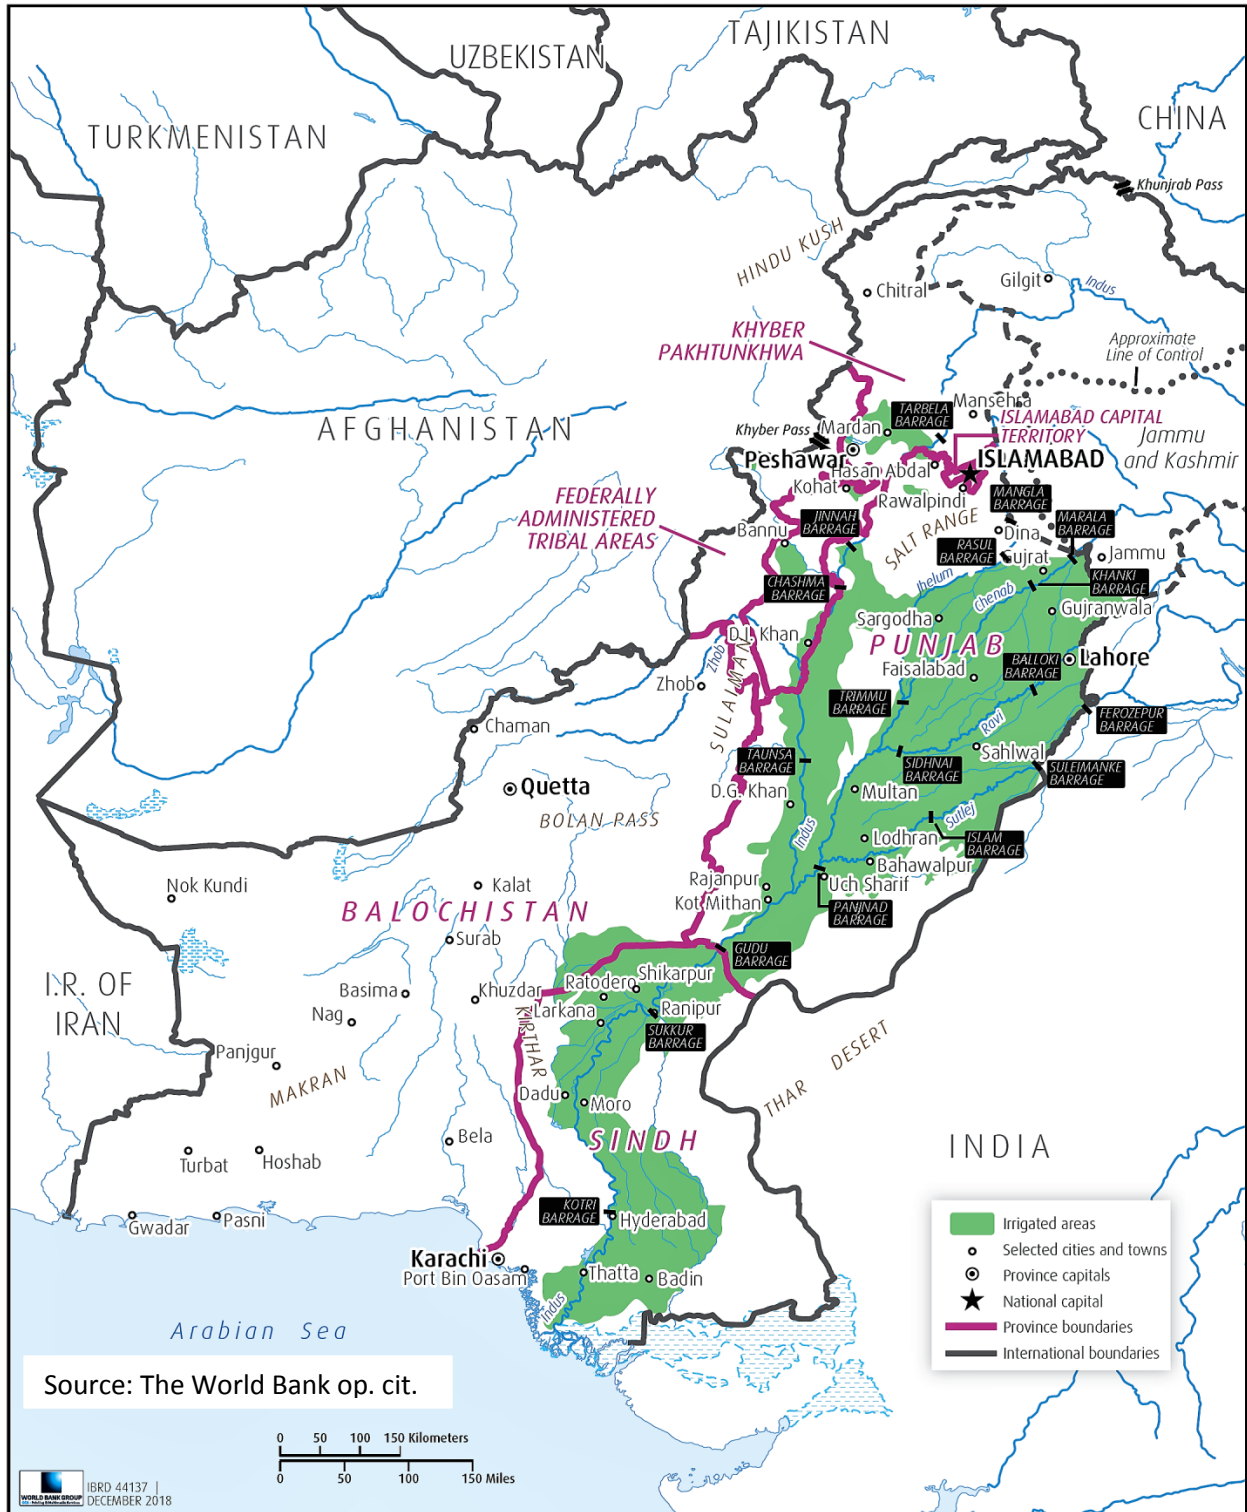 UZBEKISTAN
TAJIKISTAN
CHINA
TURKMENISTAN
Khunjrab Pass
HINDU KUSH
Chitral
Gilgit
Indus
KHYBER
PAKHTUNKHWA
Approximate
Line of Control
Mansehra
TARBELA
BARRAGE
ISLAMABAD CAPITAL
TERRITORY
Jammu
and Kashmir
AFGHANISTAN
Khyber Pass
Mardan
Peshawar
Hasan Abdal
ISLAMABAD
Kohat
Rawalpindi
FEDERALLY
ADMINISTERED
TRIBAL AREAS
MANGLA
BARRAGE
JINNAH
BARRAGE
SALT RANGE
MARALA
BARRAGE
Bannu
Dina
RASUL
BARRAGE
Gujrat
Jammu
CHASHMA
BARRAGE
Jhelum
Chenab
KHANKI
BARRAGE
Gujranwala
Sargodha
PUNJAB
D.I. Khan
Zhob
Zhob
SULAIMAN
BALLOKI
BARRAGE
Lahore
Faisalabad
TRIMMU
BARRAGE
FEROZEPUR
BARRAGE
Ravi
Chaman
TAUNSA
BARRAGE
SIDHNAI
BARRAGE
Sahlwal
SULEIMANKE
BARRAGE
Quetta
D.G. Khan
Multan
BOLAN PASS
Indus
Sutlej
Lodhran
ISLAM
BARRAGE
Bahawalpur
Nok Kundi
Kalat
Rajanpur
Uch Sharif
Kot Mithan
PANJNAD
BARRAGE
BALOCHISTAN
Surab
GUDU
BARRAGE
I.R. OF
IRAN
Basima
Khuzdar
Ratodero
Shikarpur
Nag
Larkana
Ranipur
KIRTHAR
SUKKUR
BARRAGE
Panjgur
MAKRAN
THAR DESERT
Dadu
Moro
Bela
SINDH
INDIA
Turbat
Hoshab
KOTRI
BARRAGE
Hyderabad
Gwadar
Pasni
Karachi
Port Bin Qasam
Thatta
Badin
Indus
Arabian Sea
Irrigated areas
Selected cities and towns
Province capitals
National capital
Province boundaries
International boundaries
Source: The World Bank op. cit.
0 50 100 150 Kilometers
0 50 100 150 Miles
WORLD BANK GROUP
IBRD 44137 |
DECEMBER 2018